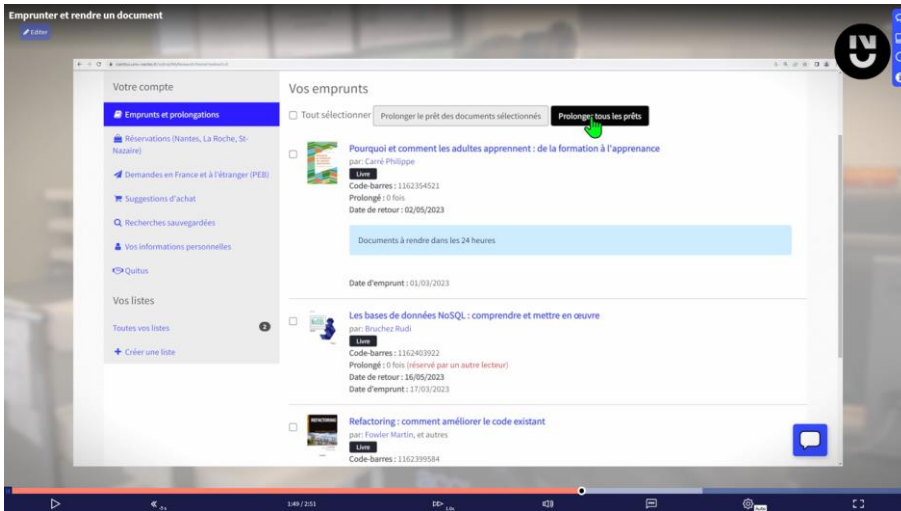 Emprunter et rendre un document
Editer
Votre compte
Emprunts et prolongations
Réservations (Nantes, La Roche, St-
Nazaire)
Demandes en France et à l'étranger (PEB)
Suggestions d'achat
Recherches sauvegardées
Vos informations personnelles
Quitus
Vos listes
Toutes vos listes
+ Créer une liste
Vos emprunts
Tout sélectionner Prolonger le prêt des documents sélectionnés Prolonger tous les prêts
Pourquoi et comment les adultes apprennent : de la formation à l'apprenance
par: Carré Philippe
Livre
Code-barres : 1162354521
Prolongé : 0 fois
Date de retour : 02/05/2023
Documents à rendre dans les 24 heures
Date d'emprunt : 01/03/2023
Les bases de données NoSQL : comprendre et mettre en œuvre
par: Bruchez Rudi
Livre
Code-barres : 1162403922
Prolongé : 0 fois (réservé par un autre lecteur)
Date de retour : 16/05/2023
Date d'emprunt : 17/03/2023
REFACTORING
Refactoring : comment améliorer le code existant
par: Fowler Martin, et autres
Livre
Code-barres : 1162399584
1:49 / 2:51
1.0x
Auto